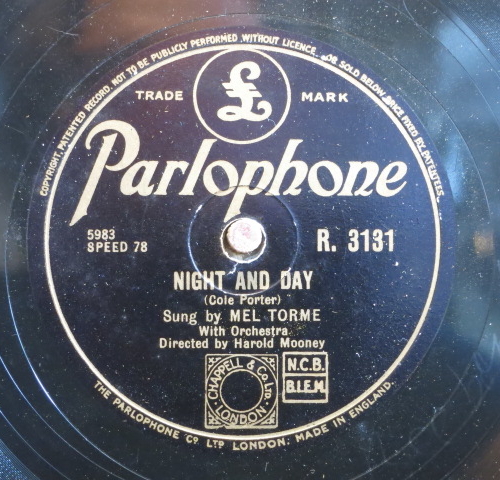 COPYRIGHT, PATENTED RECORD, NOT TO BE PUBLICLY PERFORMED WITHOUT LICENCE, OR SOLD BELOW PRICE FIXED BY PATENTEES.
TRADE £ MARK
Parlophone
5983
SPEED 78
R. 3131
NIGHT AND DAY
(Cole Porter)
Sung by MEL TORME
With Orchestra
Directed by Harold Mooney
CHAPPELL & Co. Ltd.
LONDON
N.C.B.
B.I.E.M.
THE PARLOPHONE Co LTD LONDON: MADE IN ENGLAND.